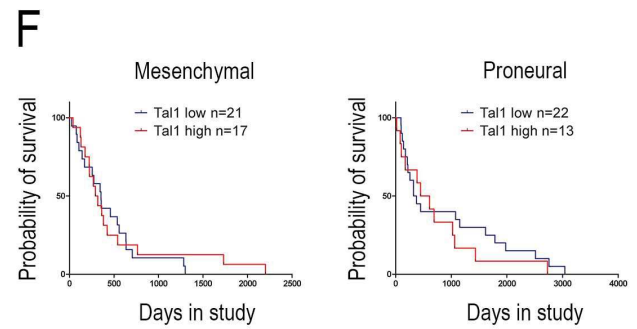 F
Mesenchymal
Probability of survival
Tal1 low n=21
Tal1 high n=17
100
50
0
0 500 1000 1500 2000 2500
Days in study
Proneural
Probability of survival
Tal1 low n=22
Tal1 high n=13
100
50
0
0 1000 2000 3000 4000
Days in study